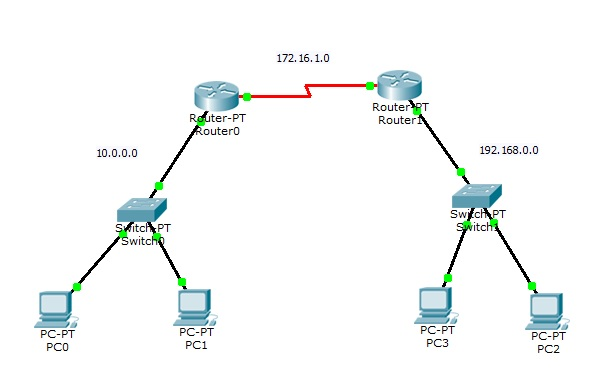 172.16.1.0
Router-PT
Router0
Router-PT
Router1
10.0.0.0
192.168.0.0
Switch-PT
Switch0
Switch-PT
Switch1
PC-PT
PC0
PC-PT
PC1
PC-PT
PC3
PC-PT
PC2